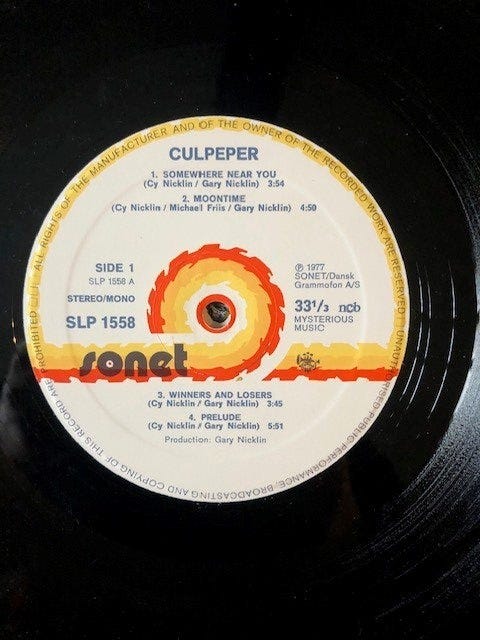 CULPEPER
1. SOMEWHERE NEAR YOU
(Cy Nicklin / Gary Nicklin) 3:54
2. MOONTIME
(Cy Nicklin / Michael Friis / Gary Nicklin) 4:50
SIDE 1
SLP 1558 A
STEREO/MONO
SLP 1558
℗ 1977
SONET/Dansk
Grammofon A/S
33 1/3 ncb
MYSTERIOUS
MUSIC
sonet
3. WINNERS AND LOSERS
(Cy Nicklin / Gary Nicklin) 3:45
4. PRELUDE
(Cy Nicklin / Gary Nicklin) 5:51
Production: Gary Nicklin
ALL RIGHTS OF THE MANUFACTURER AND OF THE OWNER OF THE RECORDED WORK ARE RESERVED UNAUTHORISED PUBLIC PERFORMANCE, BROADCASTING AND COPYING OF THIS RECORD ARE PROHIBITED